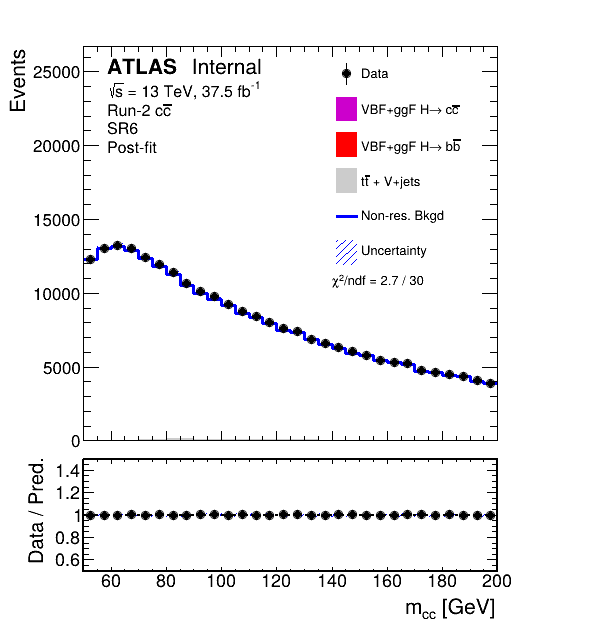 Events
25000
20000
15000
10000
5000
0
ATLAS Internal
√s = 13 TeV, 37.5 fb⁻¹
Run-2 cc̅
SR6
Post-fit
Data
VBF+ggF H→ cc̅
VBF+ggF H→ bb̅
tt̅ + V+jets
Non-res. Bkgd
Uncertainty
χ²/ndf = 2.7 / 30
Data / Pred.
1.4
1.2
1
0.8
0.6
60 80 100 120 140 160 180 200
m_cc [GeV]